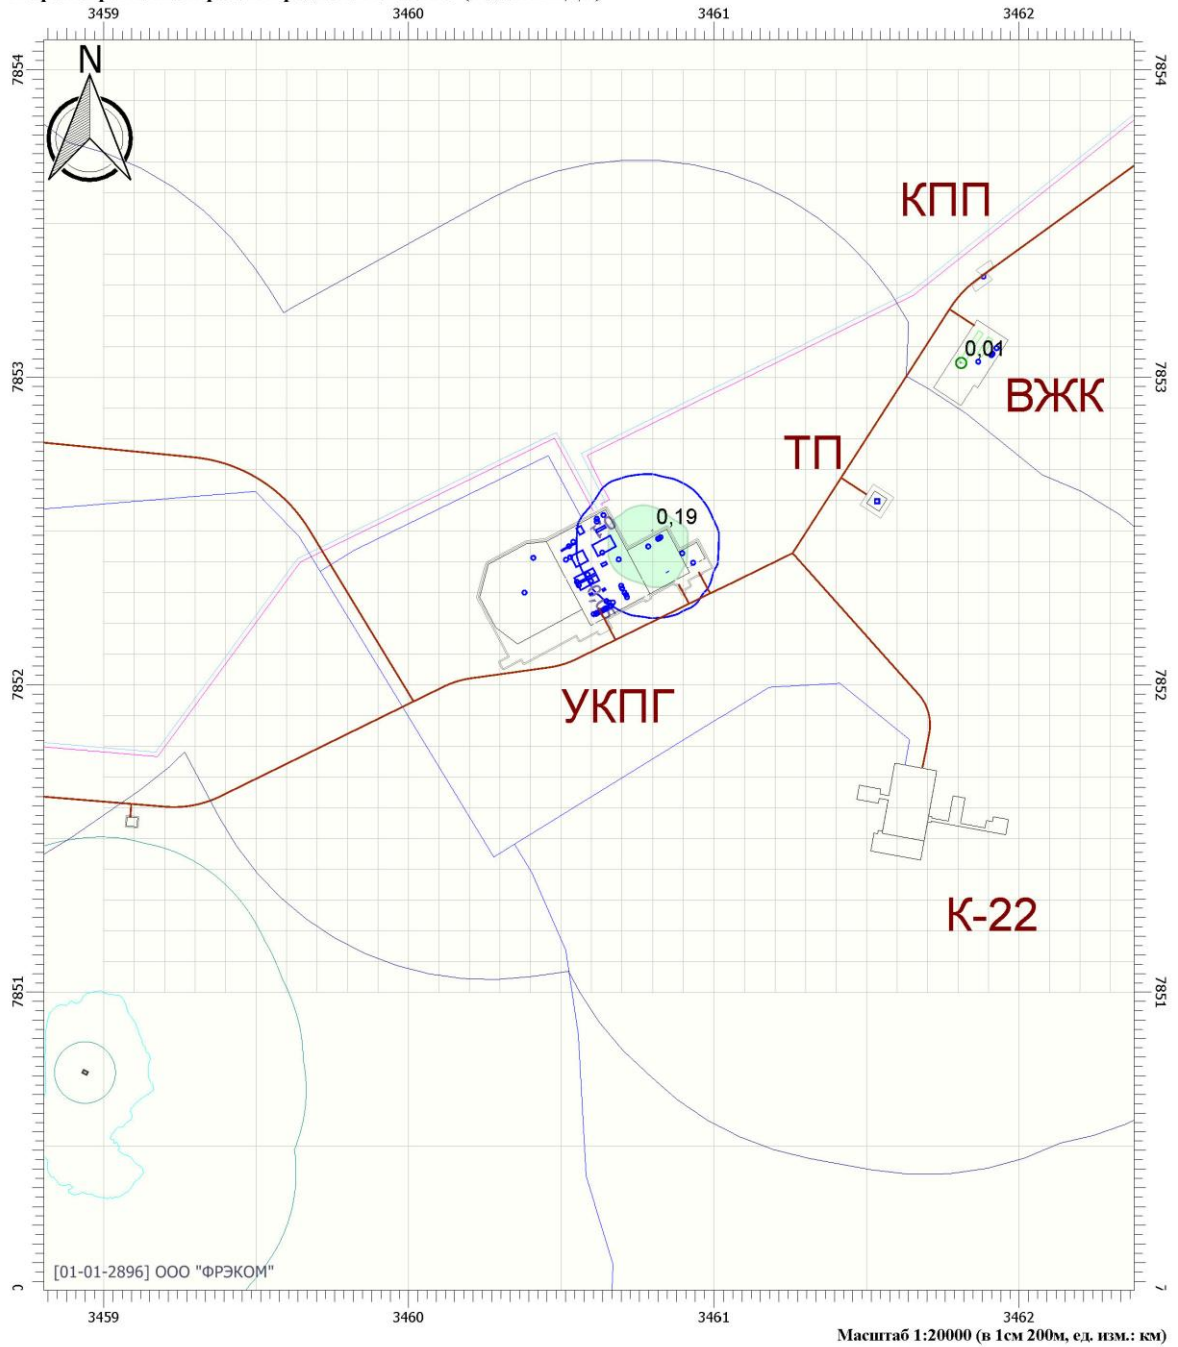 3459 3460 3461 3462
7854 7854
N
КПП
7853 7853
0,01
ВЖК
ТП
0,19
7852 7852
УКПГ
К-22
7851 7851
[01-01-2896] ООО "ФРЭКОМ"
3459 3460 3461 3462
Масштаб 1:20000 (в 1см 200м, ед. изм.: км)